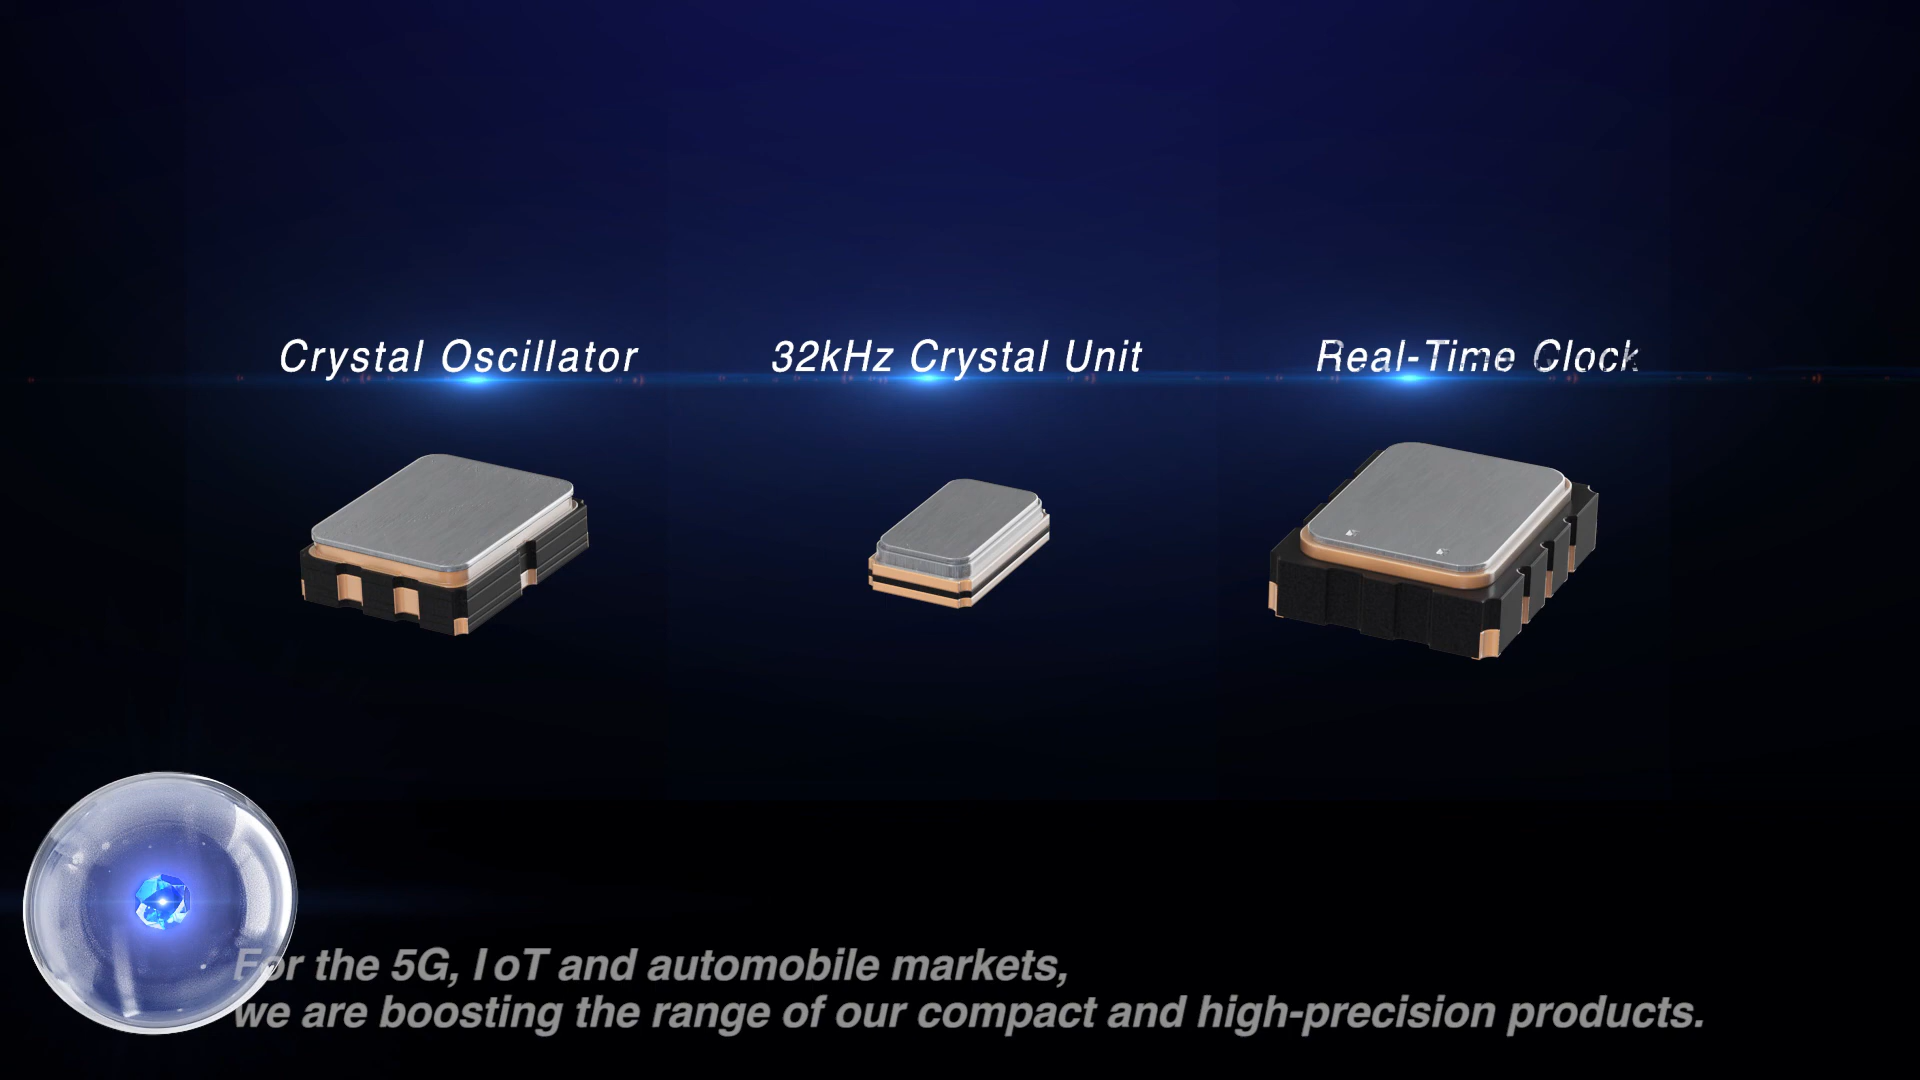 Crystal Oscillator
32kHz Crystal Unit
Real-Time Clock
For the 5G, IoT and automobile markets,
we are boosting the range of our compact and high-precision products.